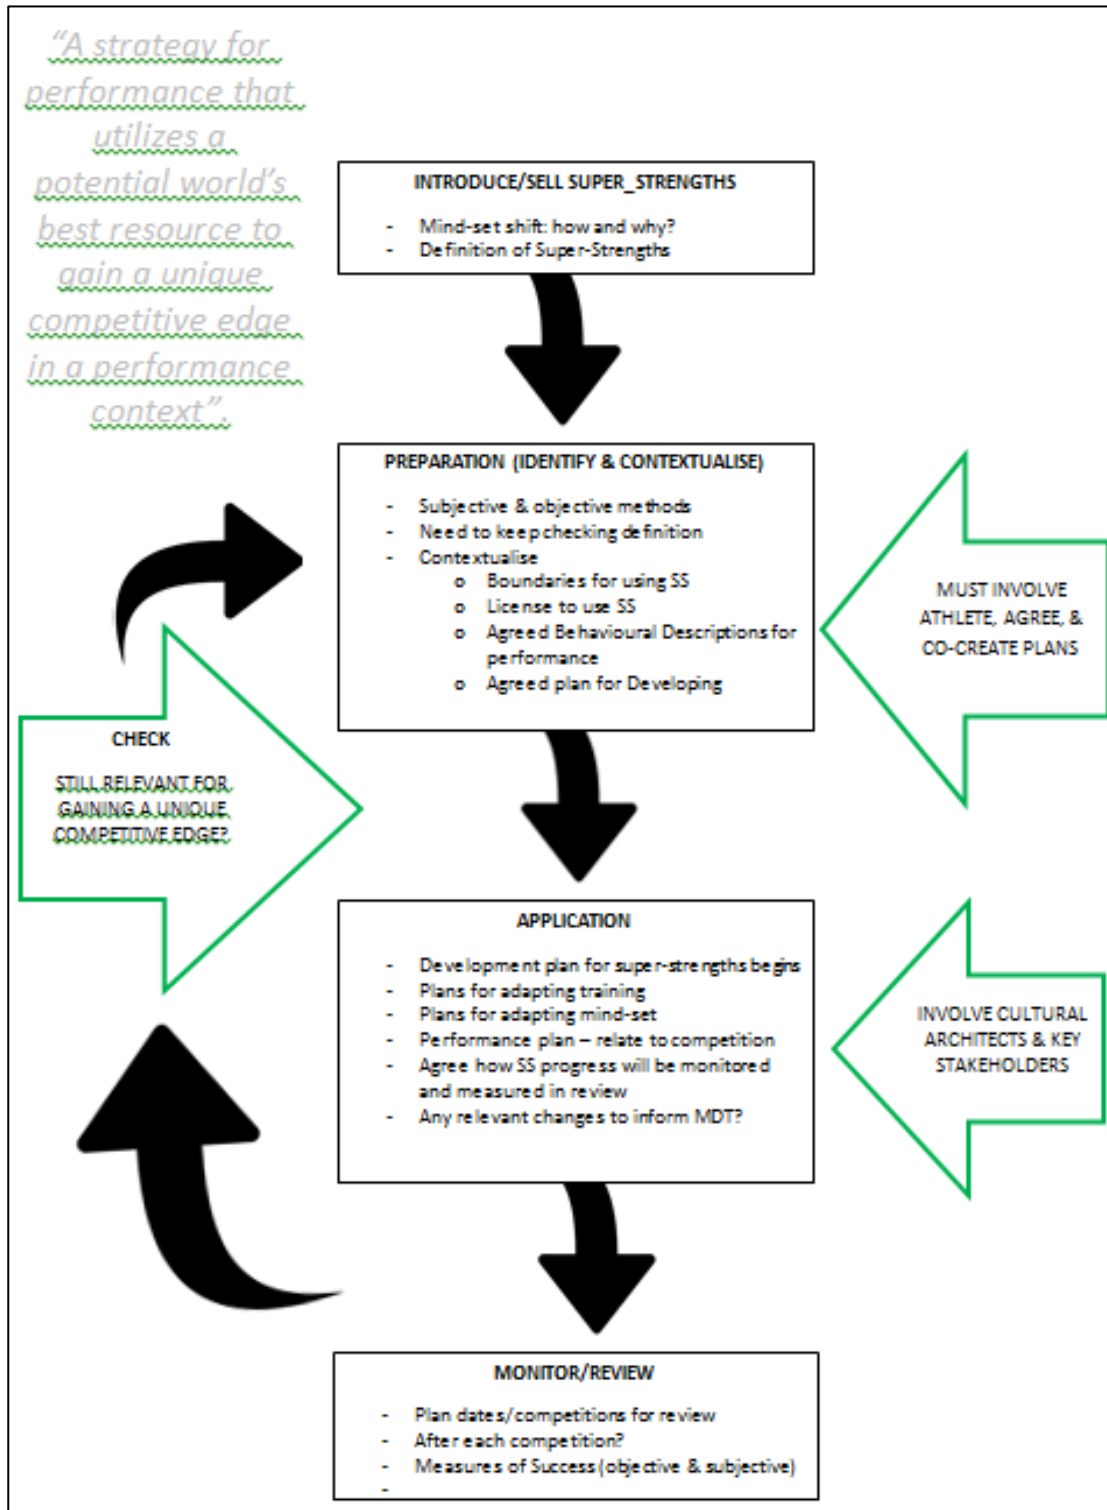 “A strategy for
performance that
utilizes a
potential world’s
best resource to
gain a unique
competitive edge
in a performance
context”.
INTRODUCE/SELL SUPER_STRENGTHS
- Mind-set shift: how and why?
- Definition of Super-Strengths
PREPARATION (IDENTIFY & CONTEXTUALISE)
- Subjective & objective methods
- Need to keep checking definition
- Contextualise
o Boundaries for using SS
o License to use SS
o Agreed Behavioural Descriptions for
performance
o Agreed plan for Developing
MUST INVOLVE
ATHLETE, AGREE, &
CO-CREATE PLANS
CHECK
STILL RELEVANT FOR
GAINING A UNIQUE
COMPETITIVE EDGE?
APPLICATION
- Development plan for super-strengths begins
- Plans for adapting training
- Plans for adapting mind-set
- Performance plan – relate to competition
- Agree how SS progress will be monitored
and measured in review
- Any relevant changes to inform MDT?
INVOLVE CULTURAL
ARCHITECTS & KEY
STAKEHOLDERS
MONITOR/REVIEW
- Plan dates/competitions for review
- After each competition?
- Measures of Success (objective & subjective)
-